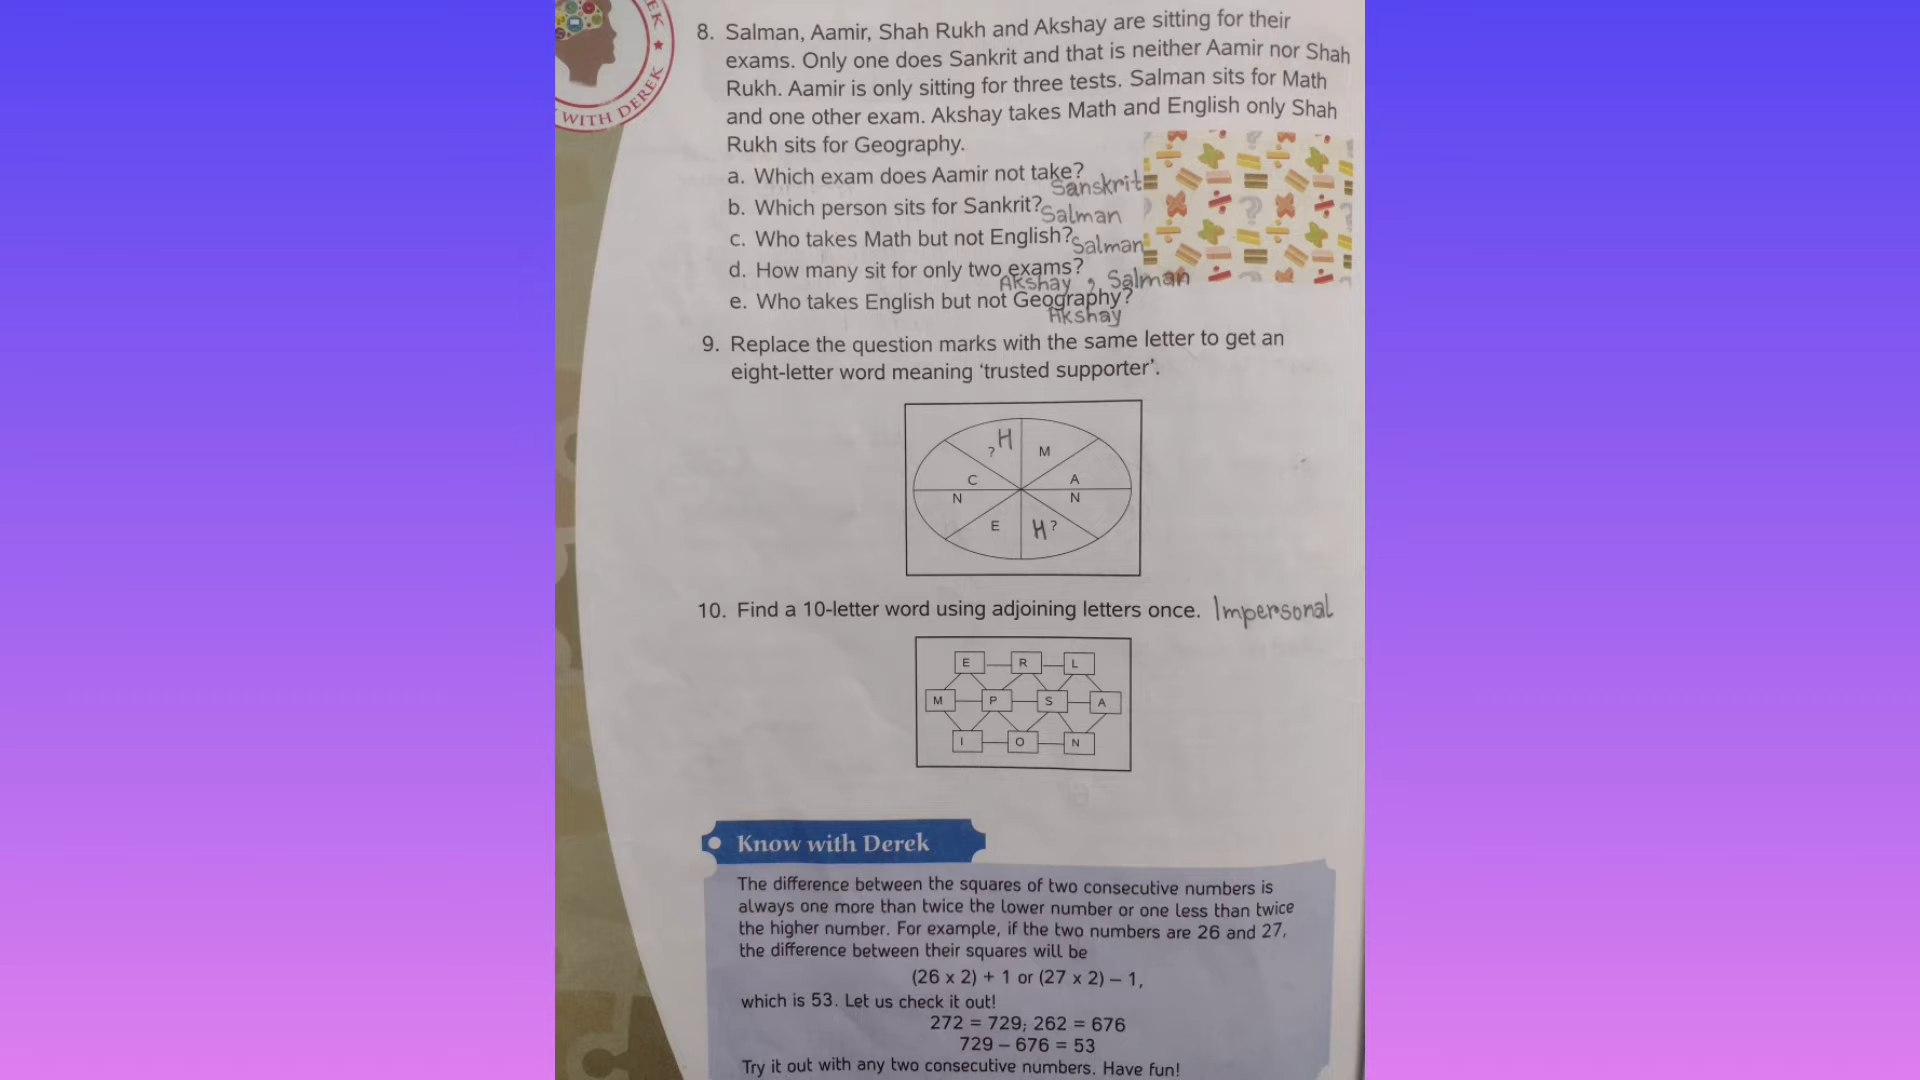 EK ★
WITH DEREK
8. Salman, Aamir, Shah Rukh and Akshay are sitting for their
exams. Only one does Sankrit and that is neither Aamir nor Shah
Rukh. Aamir is only sitting for three tests. Salman sits for Math
and one other exam. Akshay takes Math and English only Shah
Rukh sits for Geography.
a. Which exam does Aamir not take?
Sanskrit
b. Which person sits for Sankrit?
Salman
c. Who takes Math but not English?
Salman
d. How many sit for only two exams?
Akshay , Salman
e. Who takes English but not Geography?
Akshay
9. Replace the question marks with the same letter to get an
eight-letter word meaning ‘trusted supporter’.
? H M
C A
N N
E H ?
10. Find a 10-letter word using adjoining letters once. Impersonal
E R L
M P S A
I O N
Know with Derek
The difference between the squares of two consecutive numbers is
always one more than twice the lower number or one less than twice
the higher number. For example, if the two numbers are 26 and 27,
the difference between their squares will be
(26 x 2) + 1 or (27 x 2) – 1,
which is 53. Let us check it out!
272 = 729; 262 = 676
729 – 676 = 53
Try it out with any two consecutive numbers. Have fun!